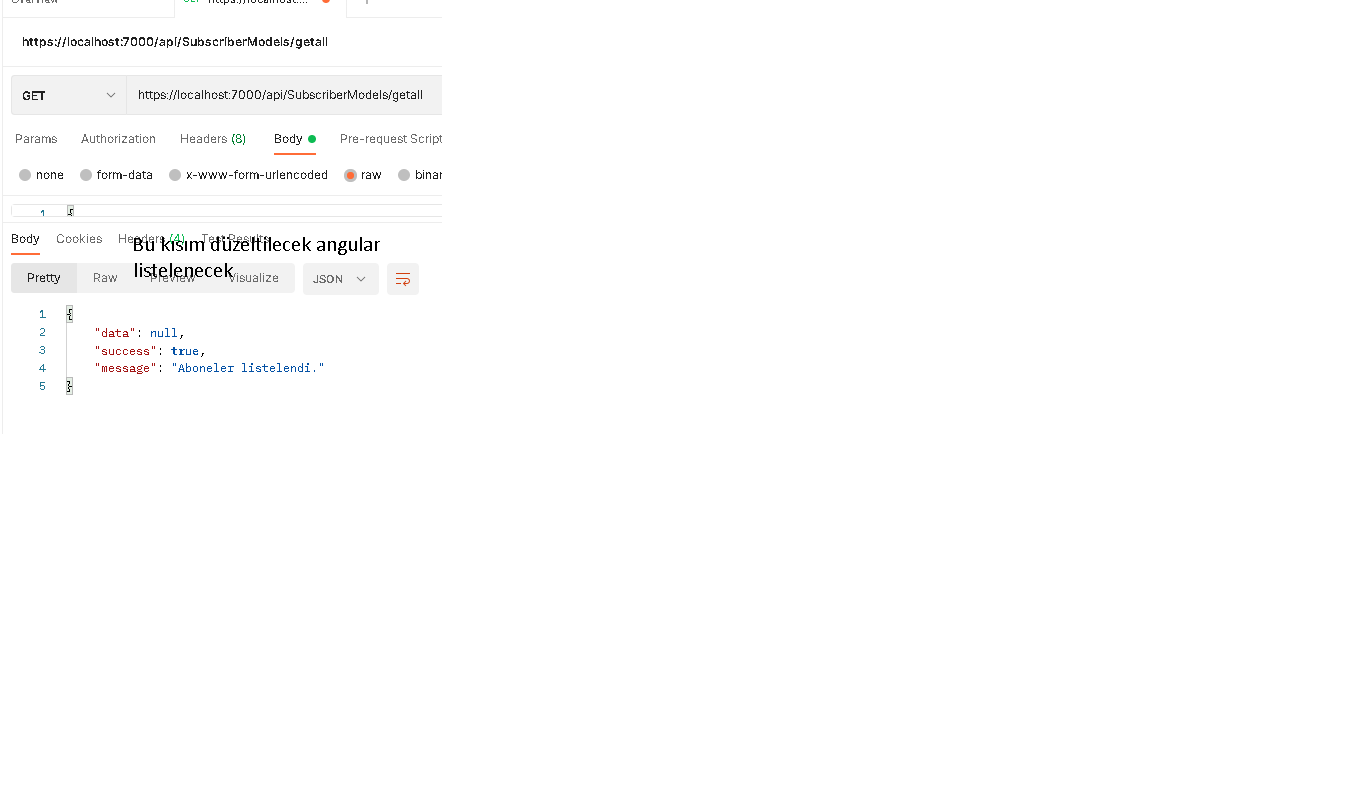 Overview GET https://localhost:... +
https://localhost:7000/api/SubscriberModels/getall
GET https://localhost:7000/api/SubscriberModels/getall
Params Authorization Headers (8) Body Pre-request Script
none form-data x-www-form-urlencoded raw binar
1 {
Body Cookies Headers (4) Test Results
Bu kısım düzeltilecek angular
listelenecek
Pretty Raw Preview Visualize JSON
1 {
2 "data": null,
3 "success": true,
4 "message": "Aboneler listelendi."
5 }